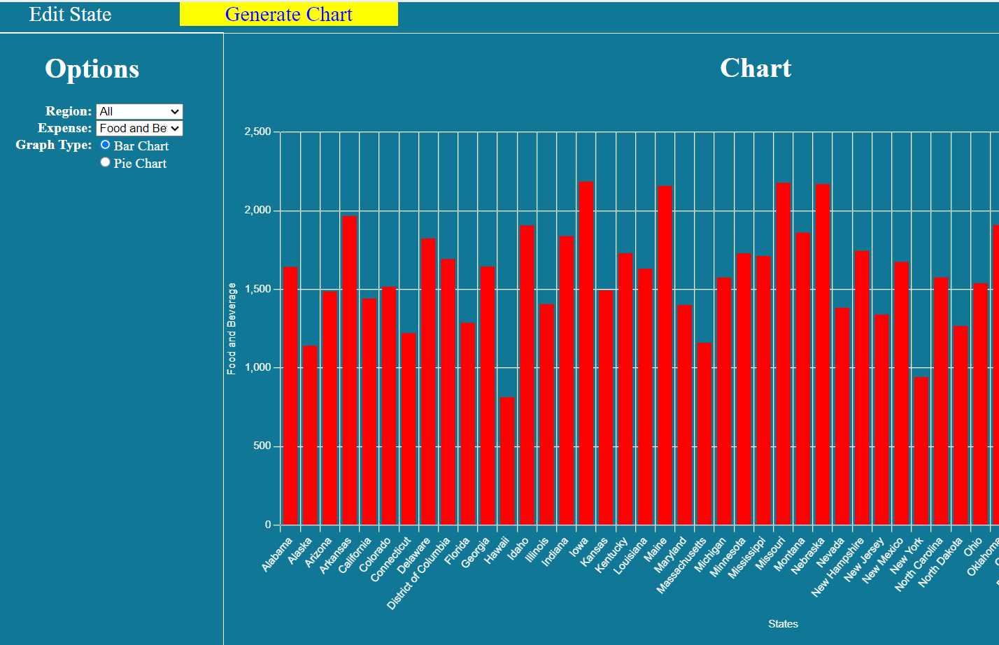 Edit State
Generate Chart
Options
Chart
Region: All
Expense: Food and Be
Graph Type: Bar Chart
Pie Chart
2,500
2,000
1,500
1,000
500
0
Food and Beverage
Alabama
Alaska
Arizona
Arkansas
California
Colorado
Connecticut
Delaware
District of Columbia
Florida
Georgia
Hawaii
Idaho
Illinois
Indiana
Iowa
Kansas
Kentucky
Louisiana
Maine
Maryland
Massachusetts
Michigan
Minnesota
Mississippi
Missouri
Montana
Nebraska
Nevada
New Hampshire
New Jersey
New Mexico
New York
North Carolina
North Dakota
Ohio
Oklahoma
States